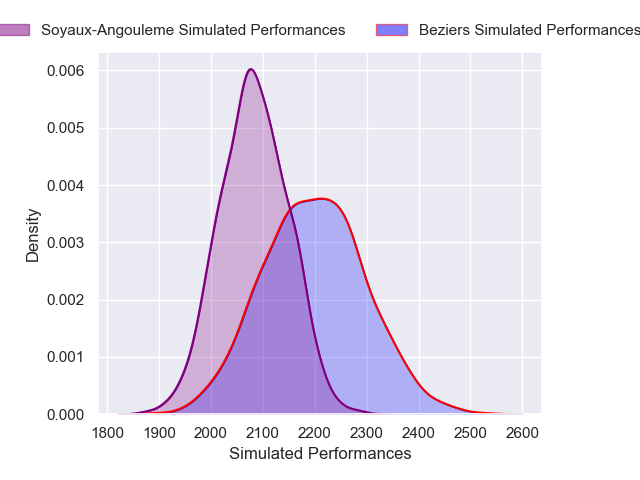 Soyaux-Angouleme Simulated Performances
Beziers Simulated Performances
0.006
0.005
0.004
0.003
0.002
0.001
0.000
Density
1800 1900 2000 2100 2200 2300 2400 2500 2600
Simulated Performances